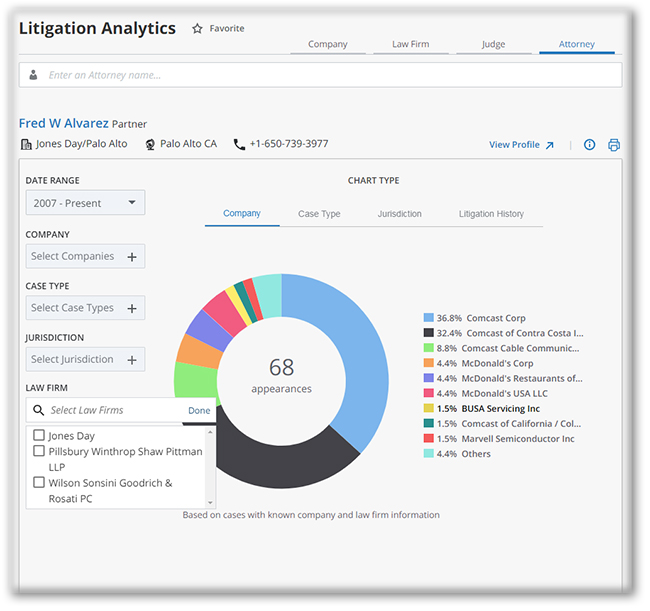 Litigation Analytics
Favorite
Company
Law Firm
Judge
Attorney
Enter an Attorney name...
Fred W Alvarez Partner
Jones Day/Palo Alto
Palo Alto CA
+1-650-739-3977
View Profile
DATE RANGE
2007 - Present
COMPANY
Select Companies
CASE TYPE
Select Case Types
JURISDICTION
Select Jurisdiction
LAW FIRM
Select Law Firms
Done
Jones Day
Pillsbury Winthrop Shaw Pittman
LLP
Wilson Sonsini Goodrich &
Rosati PC
CHART TYPE
Company
Case Type
Jurisdiction
Litigation History
68
appearances
36.8% Comcast Corp
32.4% Comcast of Contra Costa I...
8.8% Comcast Cable Communic...
4.4% McDonald's Corp
4.4% McDonald's Restaurants of...
4.4% McDonald's USA LLC
1.5% BUSA Servicing Inc
1.5% Comcast of California / Col...
1.5% Marvell Semiconductor Inc
4.4% Others
Based on cases with known company and law firm information